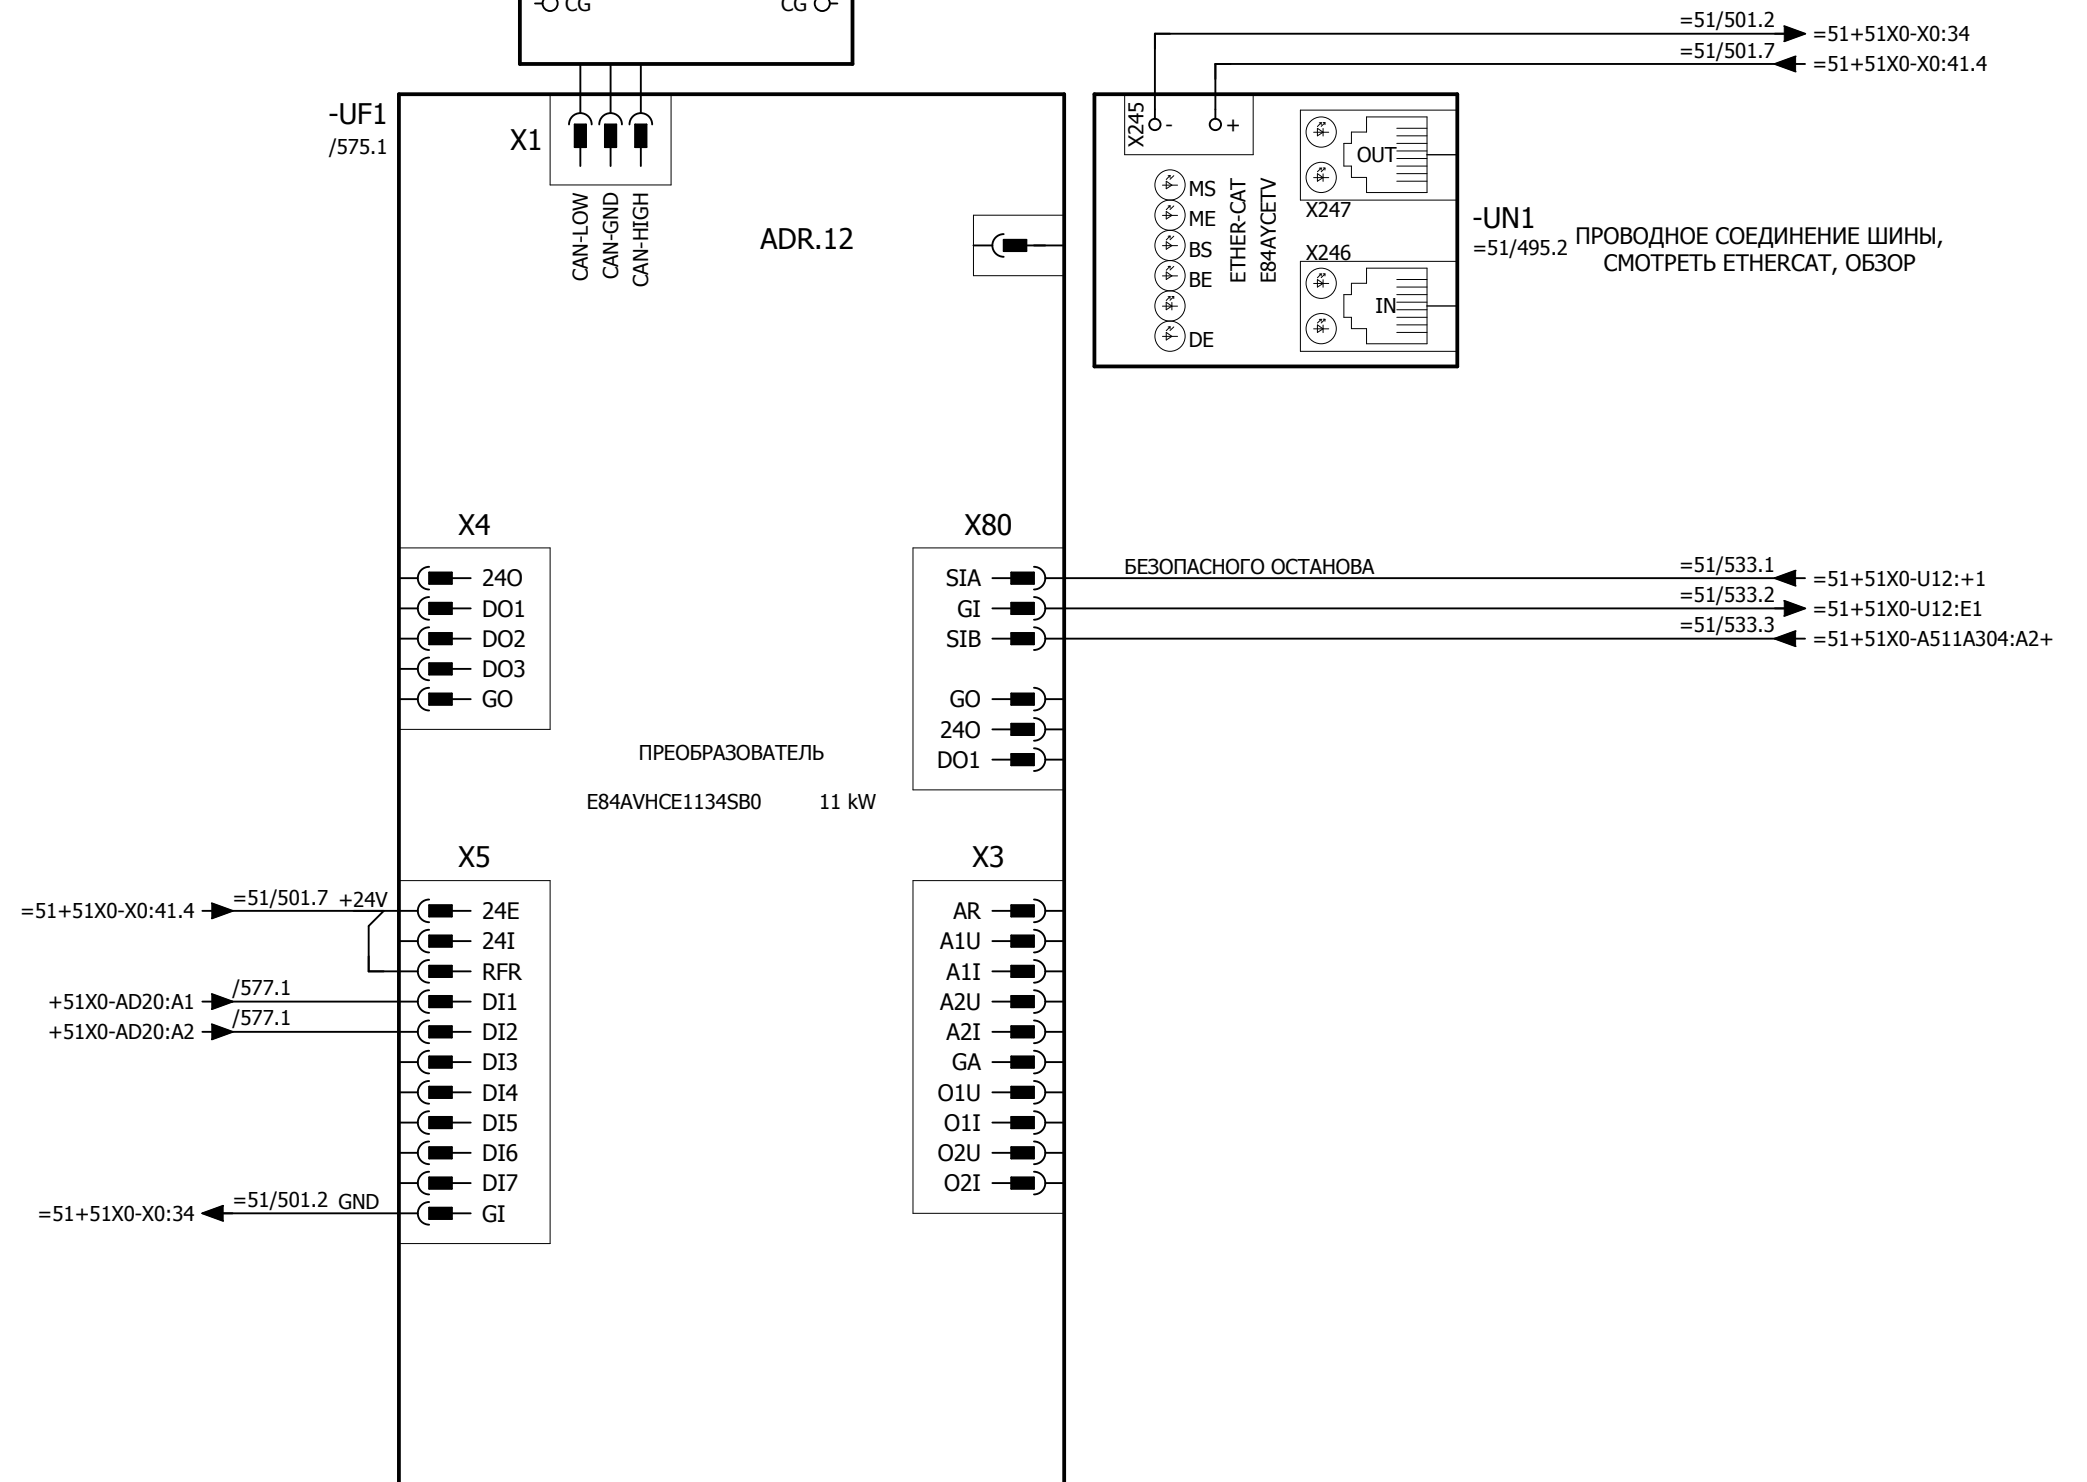 CG CG
=51/501.2 =51+51X0-X0:34
=51/501.7 =51+51X0-X0:41.4
-UF1
/575.1
X1
CAN-LOW
CAN-GND
CAN-HIGH
ADR.12
X245
- +
MS
ME
BS
BE
DE
ETHER-CAT
E84AYCETV
OUT
X247
X246
IN
-UN1
=51/495.2
ПРОВОДНОЕ СОЕДИНЕНИЕ ШИНЫ,
СМОТРЕТЬ ETHERCAT, ОБЗОР
X4
24O
DO1
DO2
DO3
GO
X80
SIA
GI
SIB
GO
24O
DO1
БЕЗОПАСНОГО ОСТАНОВА
=51/533.1 =51+51X0-U12:+1
=51/533.2 =51+51X0-U12:E1
=51/533.3 =51+51X0-A511A304:A2+
ПРЕОБРАЗОВАТЕЛЬ
E84AVHCE1134SB0 11 kW
X5
=51+51X0-X0:41.4 =51/501.7 +24V 24E
24I
RFR
+51X0-AD20:A1 /577.1 DI1
+51X0-AD20:A2 /577.1 DI2
DI3
DI4
DI5
DI6
DI7
=51+51X0-X0:34 =51/501.2 GND GI
X3
AR
A1U
A1I
A2U
A2I
GA
O1U
O1I
O2U
O2I